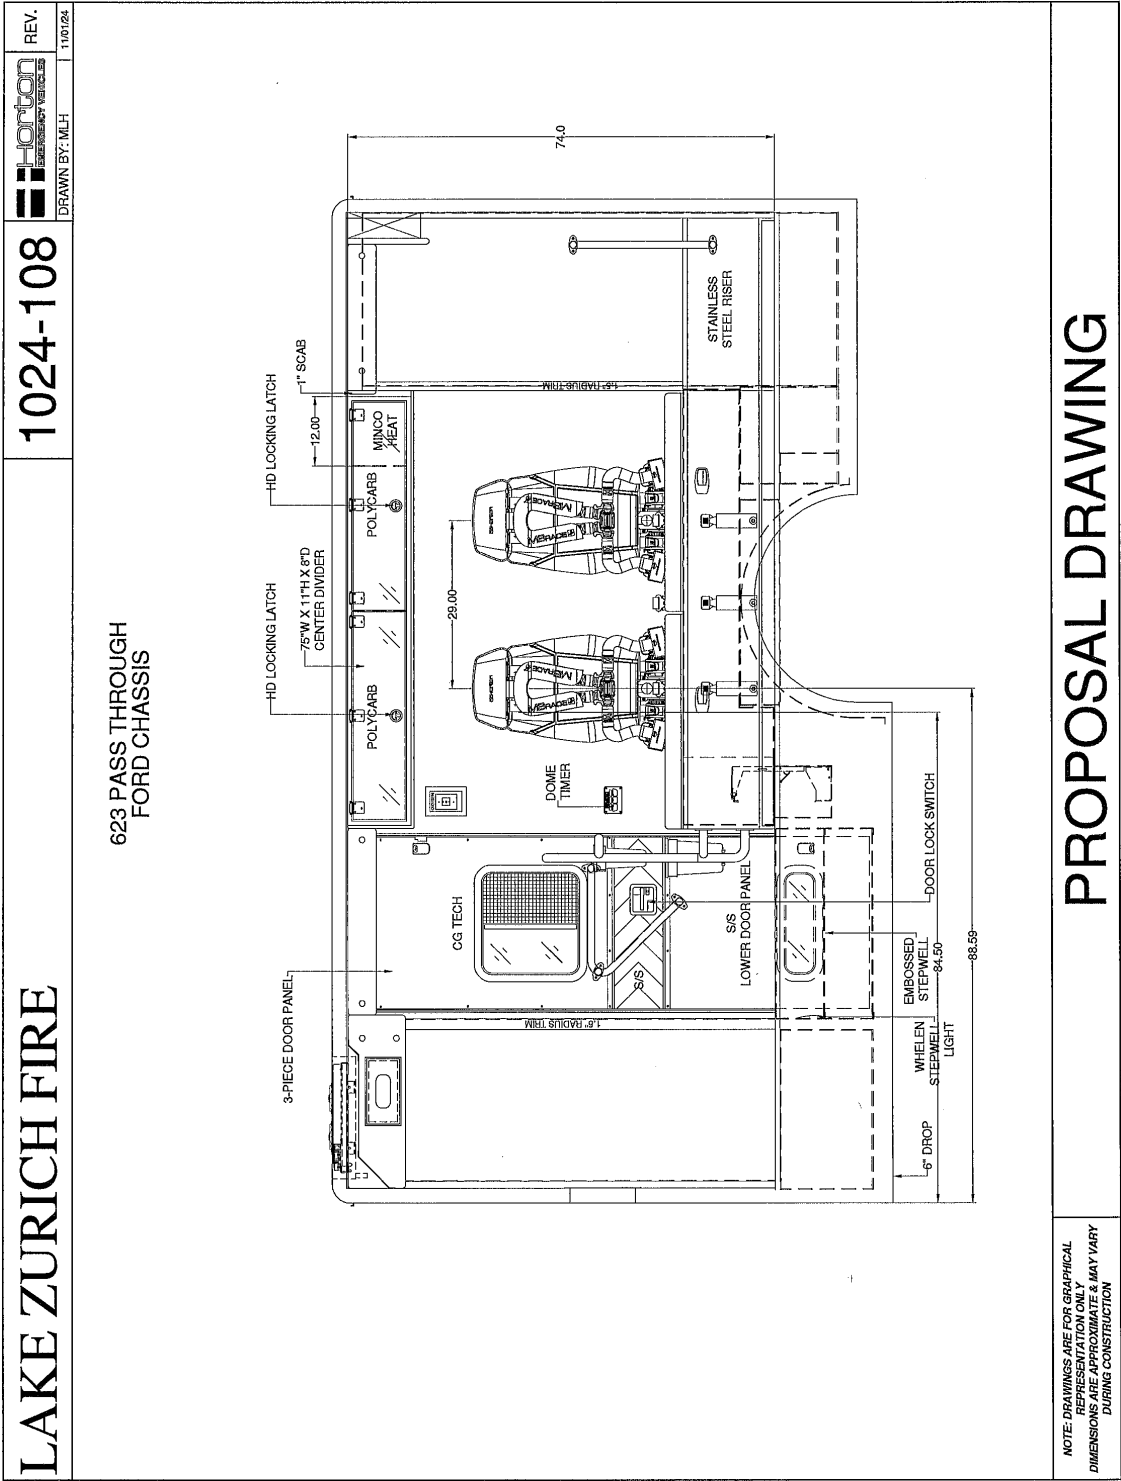 LAKE ZURICH FIRE
1024-108
Horton
EMERGENCY VEHICLES
REV.
DRAWN BY: MLH
11/01/24
623 PASS THROUGH
FORD CHASSIS
3-PIECE DOOR PANEL
HD LOCKING LATCH
75"W X 11"H X 8"D
CENTER DIVIDER
HD LOCKING LATCH
12.00
1" SCAB
POLYCARB
POLYCARB
MINCO
HEAT
74.0
CG TECH
29.00
DOME
TIMER
1.5" RADIUS TRIM
1.5" RADIUS TRIM
S/S
S/S
LOWER DOOR PANEL
STAINLESS
STEEL RISER
DOOR LOCK SWITCH
EMBOSSED
STEPWELL
WHELEN
STEPWELL
LIGHT
84.50
6" DROP
88.59
NOTE: DRAWINGS ARE FOR GRAPHICAL
REPRESENTATION ONLY
DIMENSIONS ARE APPROXIMATE & MAY VARY
DURING CONSTRUCTION
PROPOSAL DRAWING